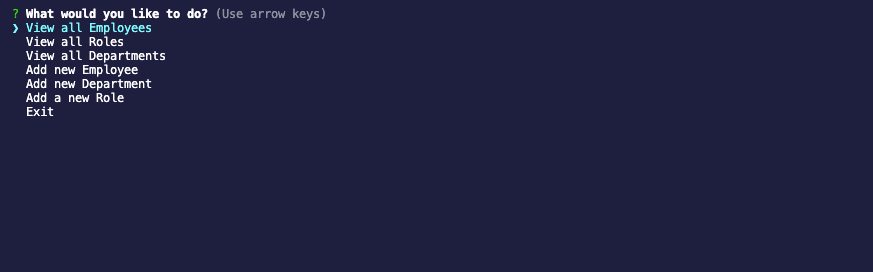 ? What would you like to do? (Use arrow keys)
❯ View all Employees
View all Roles
View all Departments
Add new Employee
Add new Department
Add a new Role
Exit